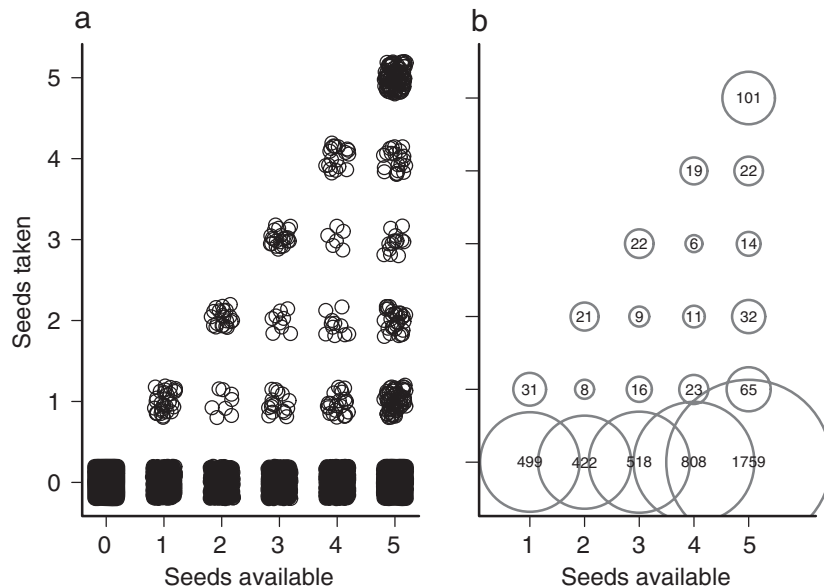 a
5
4
3
2
1
0
Seeds taken
0 1 2 3 4 5
Seeds available
b
101
19 22
22 6 14
21 9 11 32
31 8 16 23 65
499 422 518 808 1759
1 2 3 4 5
Seeds available